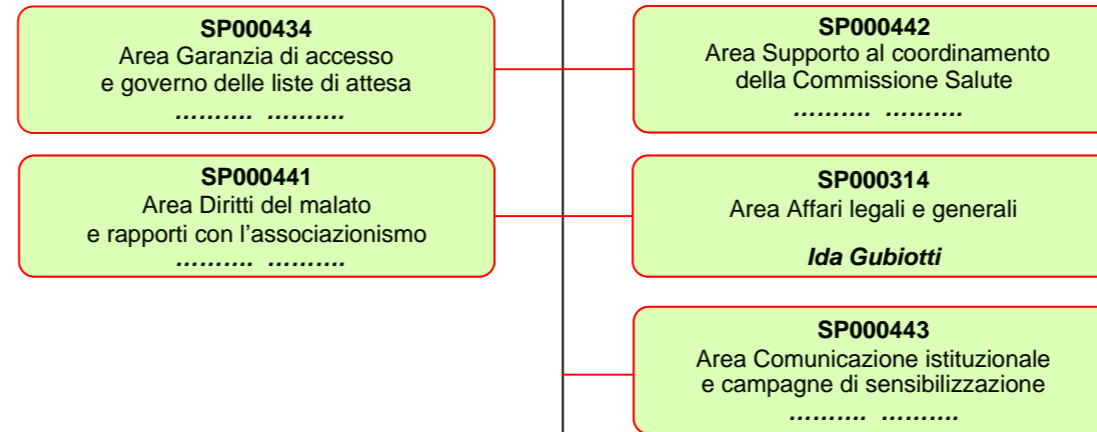 SP000434
Area Garanzia di accesso
e governo delle liste di attesa
………. ……….
SP000442
Area Supporto al coordinamento
della Commissione Salute
………. ……….
SP000441
Area Diritti del malato
e rapporti con l’associazionismo
………. ……….
SP000314
Area Affari legali e generali
Ida Gubiotti
SP000443
Area Comunicazione istituzionale
e campagne di sensibilizzazione
………. ……….